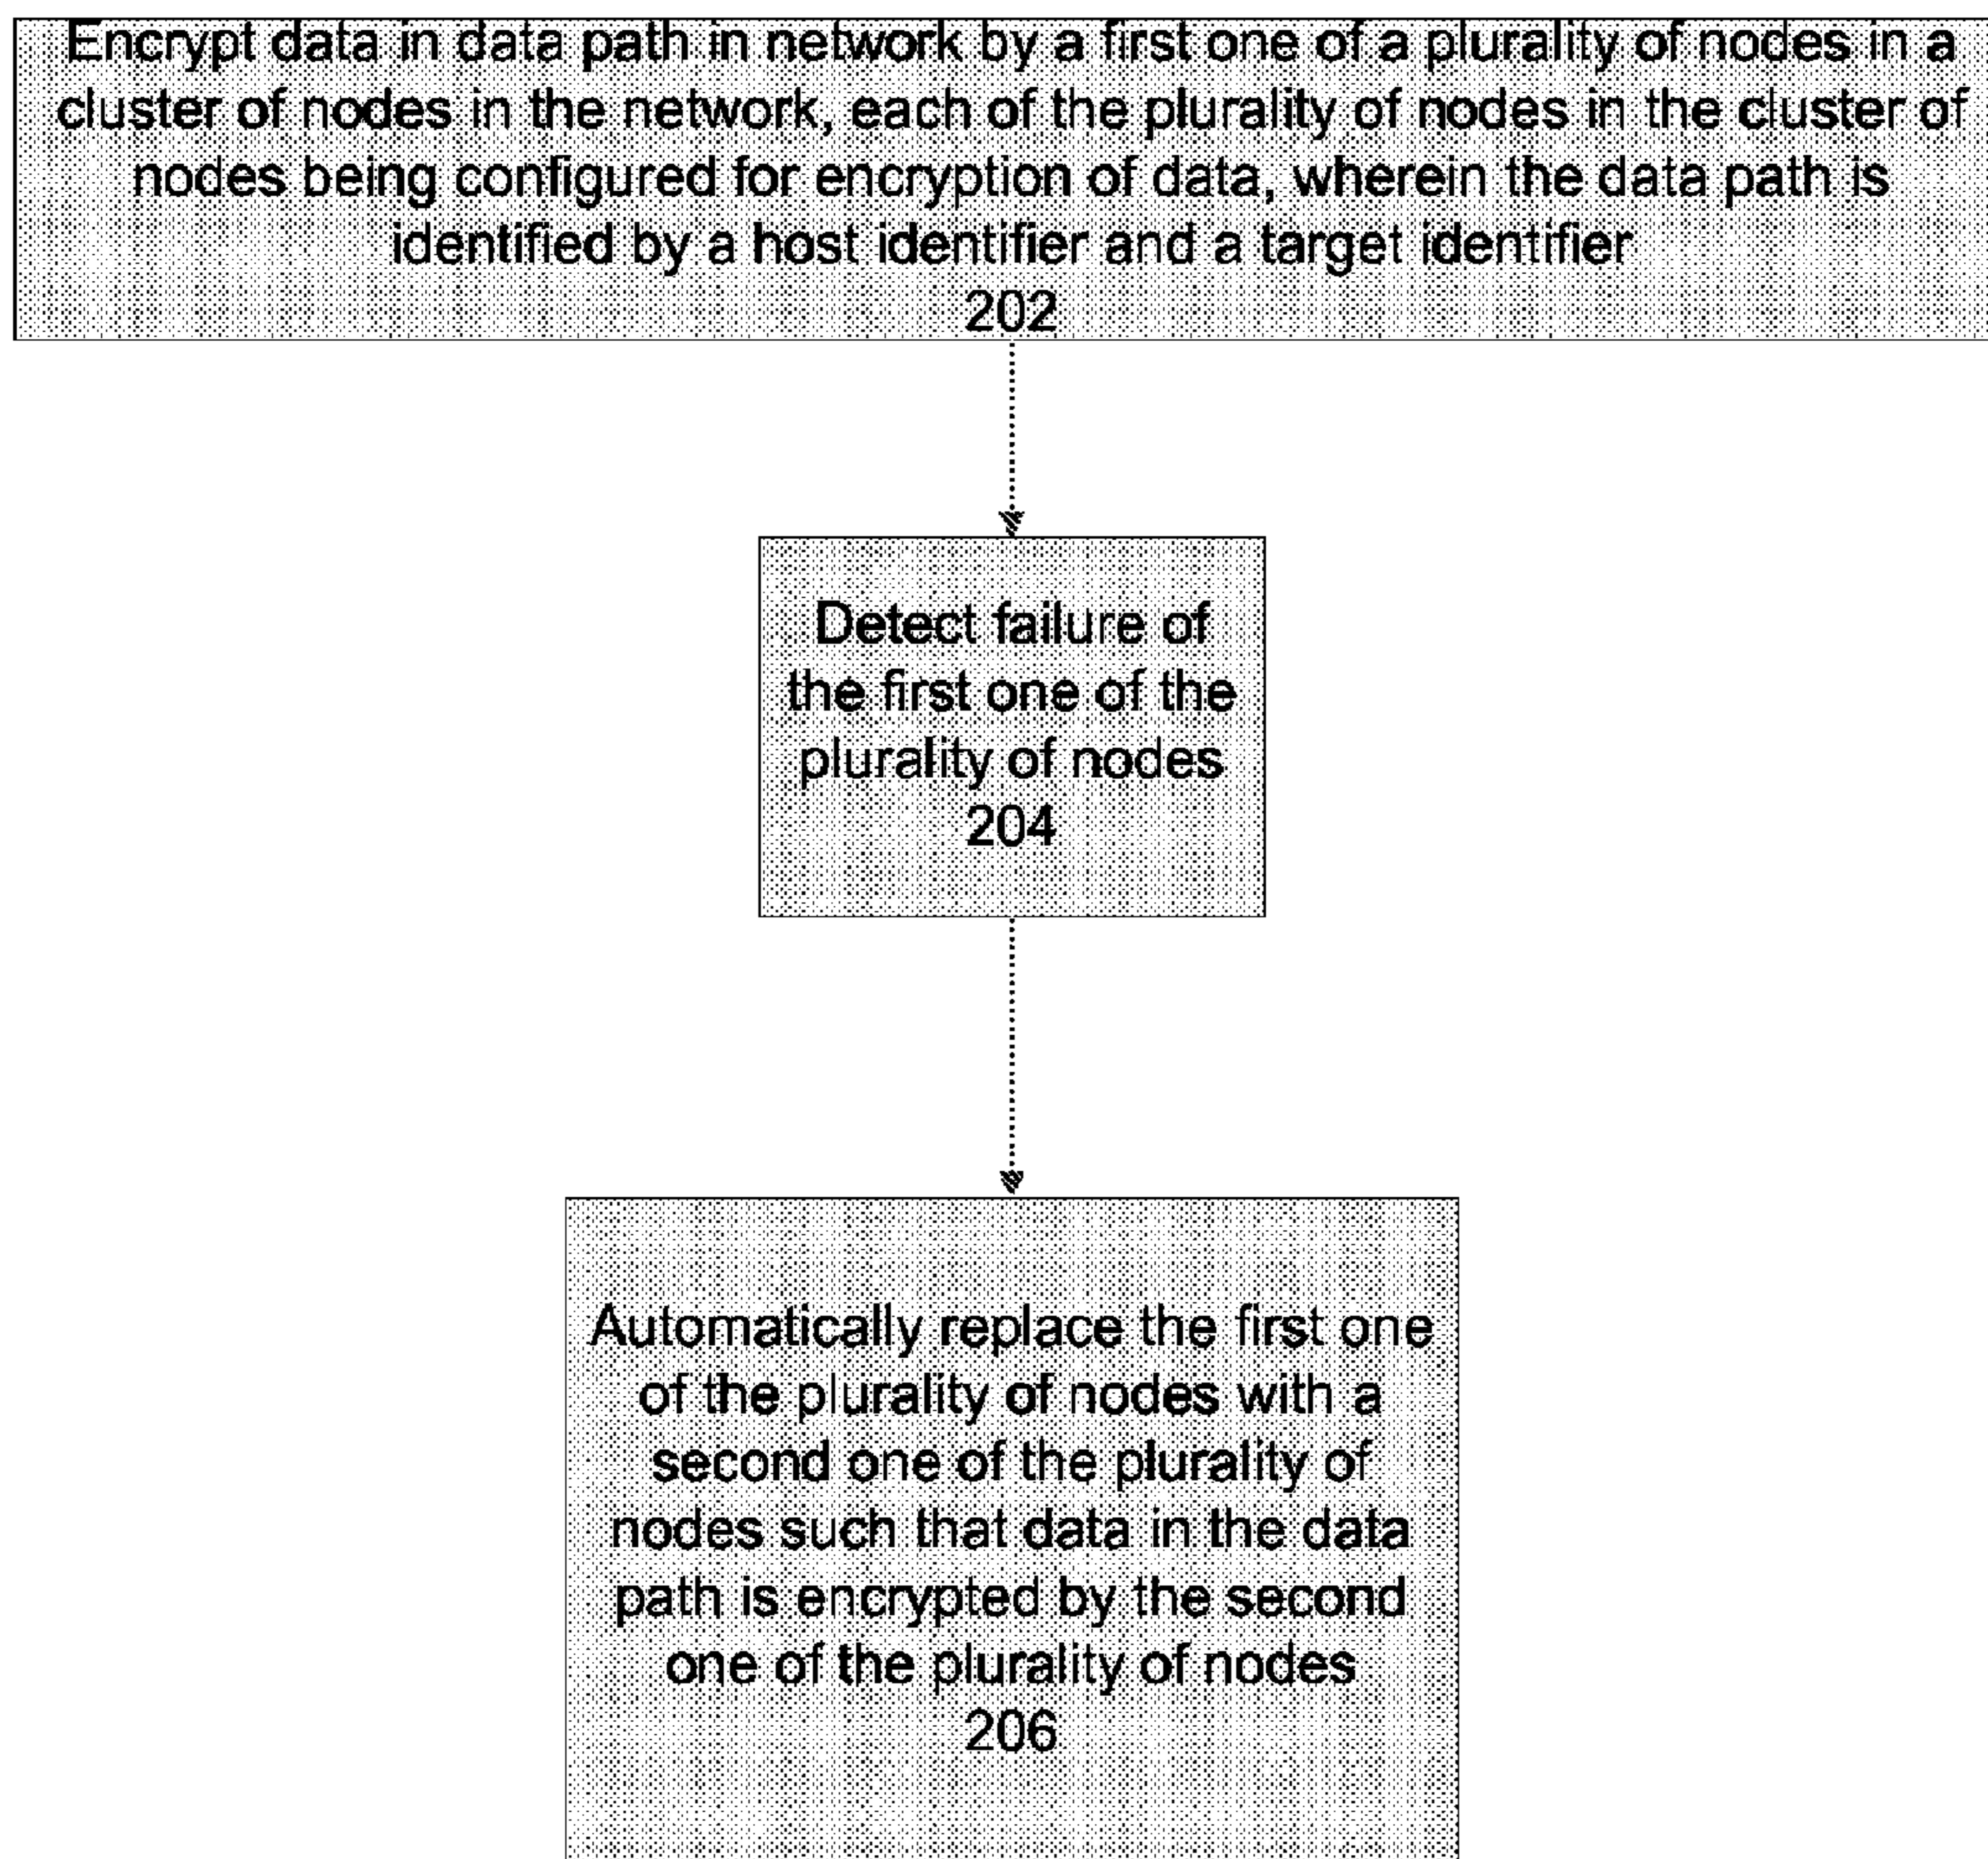 Encrypt data in data path in network by a first one of a plurality of nodes in a
cluster of nodes in the network, each of the plurality of nodes in the cluster of
nodes being configured for encryption of data, wherein the data path is
identified by a host identifier and a target identifier
202
Detect failure of
the first one of the
plurality of nodes
204
Automatically replace the first one
of the plurality of nodes with a
second one of the plurality of
nodes such that data in the data
path is encrypted by the second
one of the plurality of nodes
206